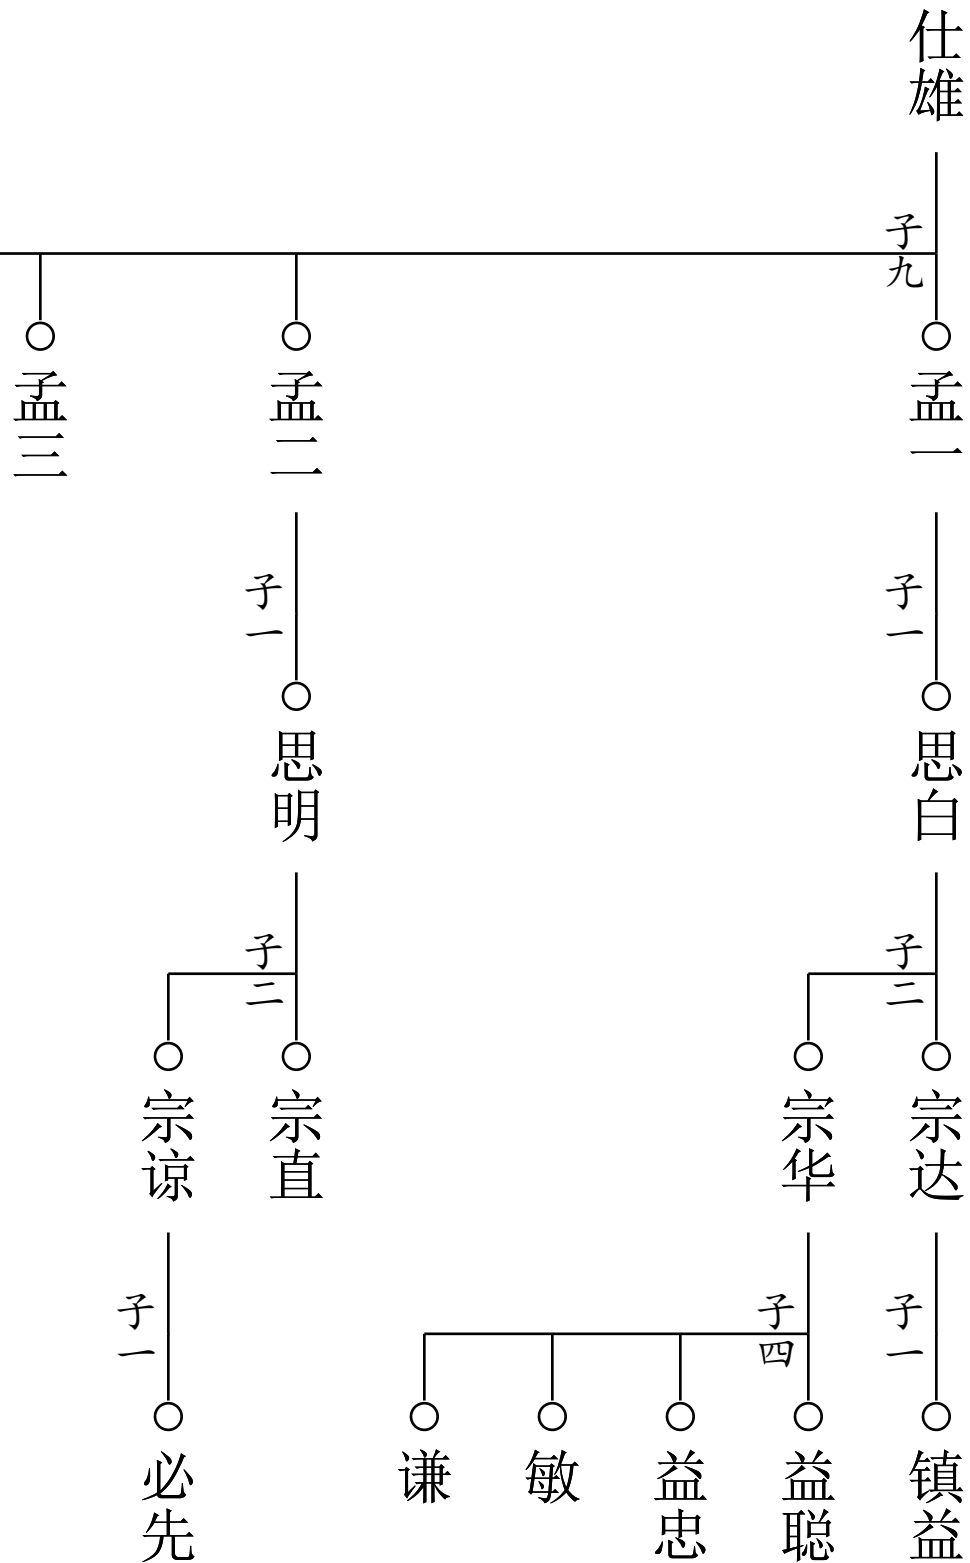 仕雄
子九
孟一
孟二
孟三
子一
子一
思白
思明
子二
子二
宗达
宗华
宗直
宗谅
子一
子四
子一
镇益
益聪
益忠
敏
谦
必先